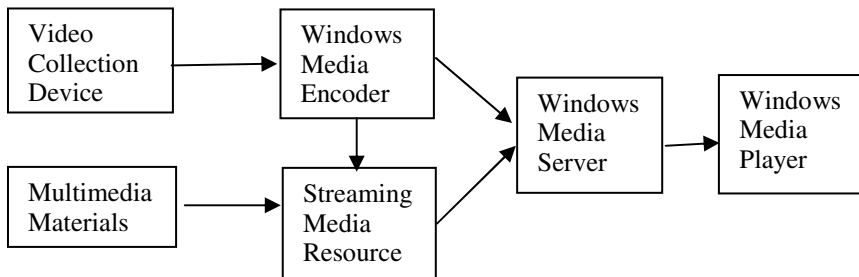 Video
Collection
Device
Windows
Media
Encoder
Windows
Media
Server
Windows
Media
Player
Multimedia
Materials
Streaming
Media
Resource